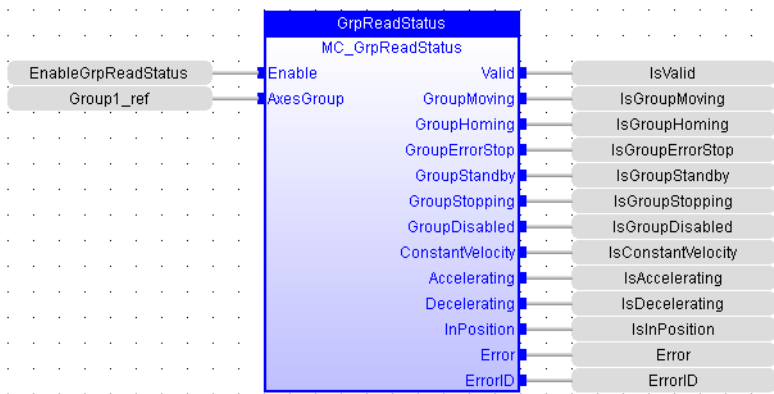 GrpReadStatus
MC_GrpReadStatus
EnableGrpReadStatus Enable Valid IsValid
Group1_ref AxesGroup GroupMoving IsGroupMoving
GroupHoming IsGroupHoming
GroupErrorStop IsGroupErrorStop
GroupStandby IsGroupStandby
GroupStopping IsGroupStopping
GroupDisabled IsGroupDisabled
ConstantVelocity IsConstantVelocity
Accelerating IsAccelerating
Decelerating IsDecelerating
InPosition IsInPosition
Error Error
ErrorID ErrorID